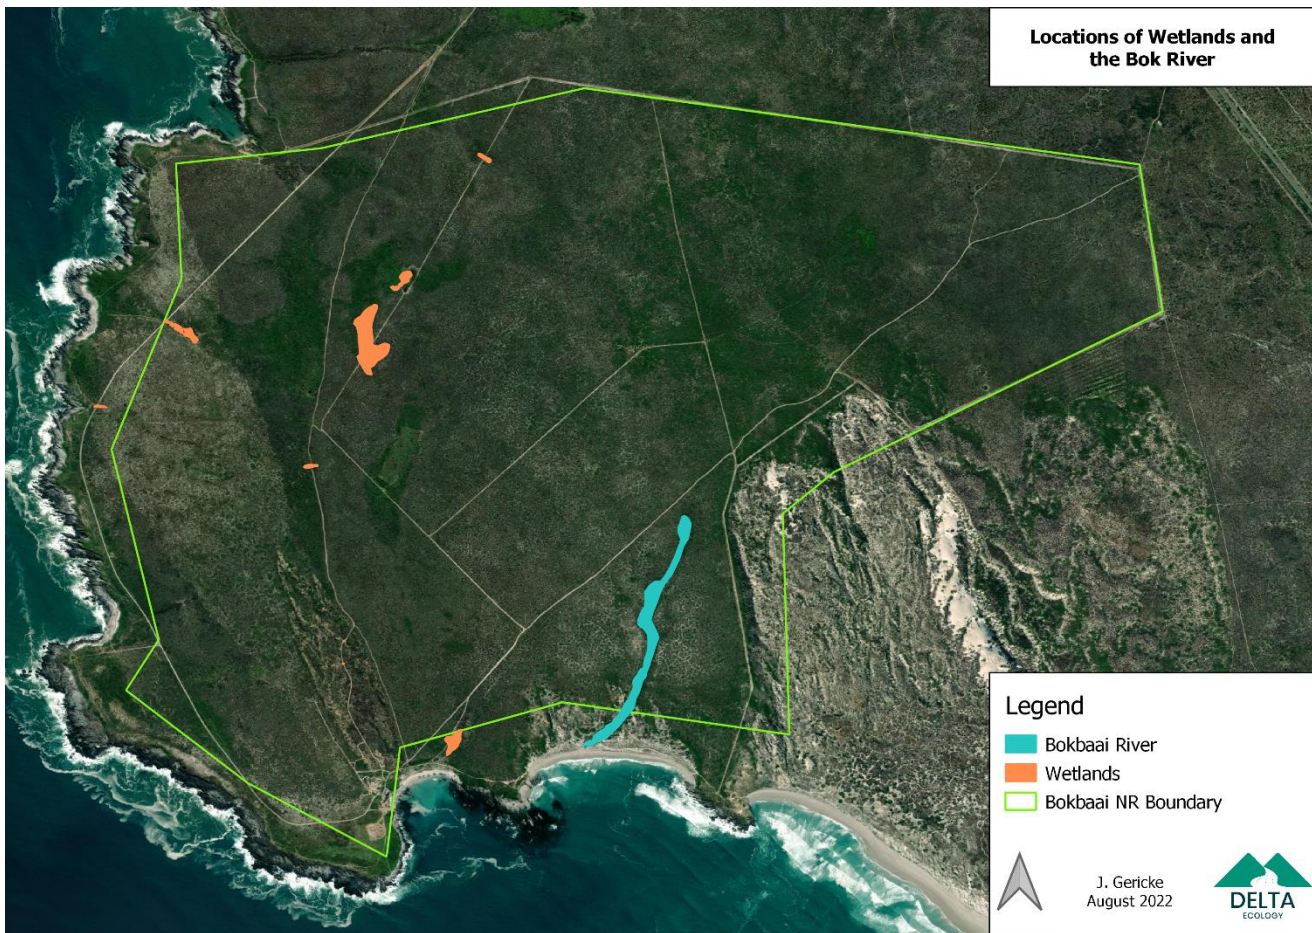 Locations of Wetlands and
the Bok River
Legend
Bokbaai River
Wetlands
Bokbaai NR Boundary
J. Gericke
August 2022
DELTA
ECOLOGY